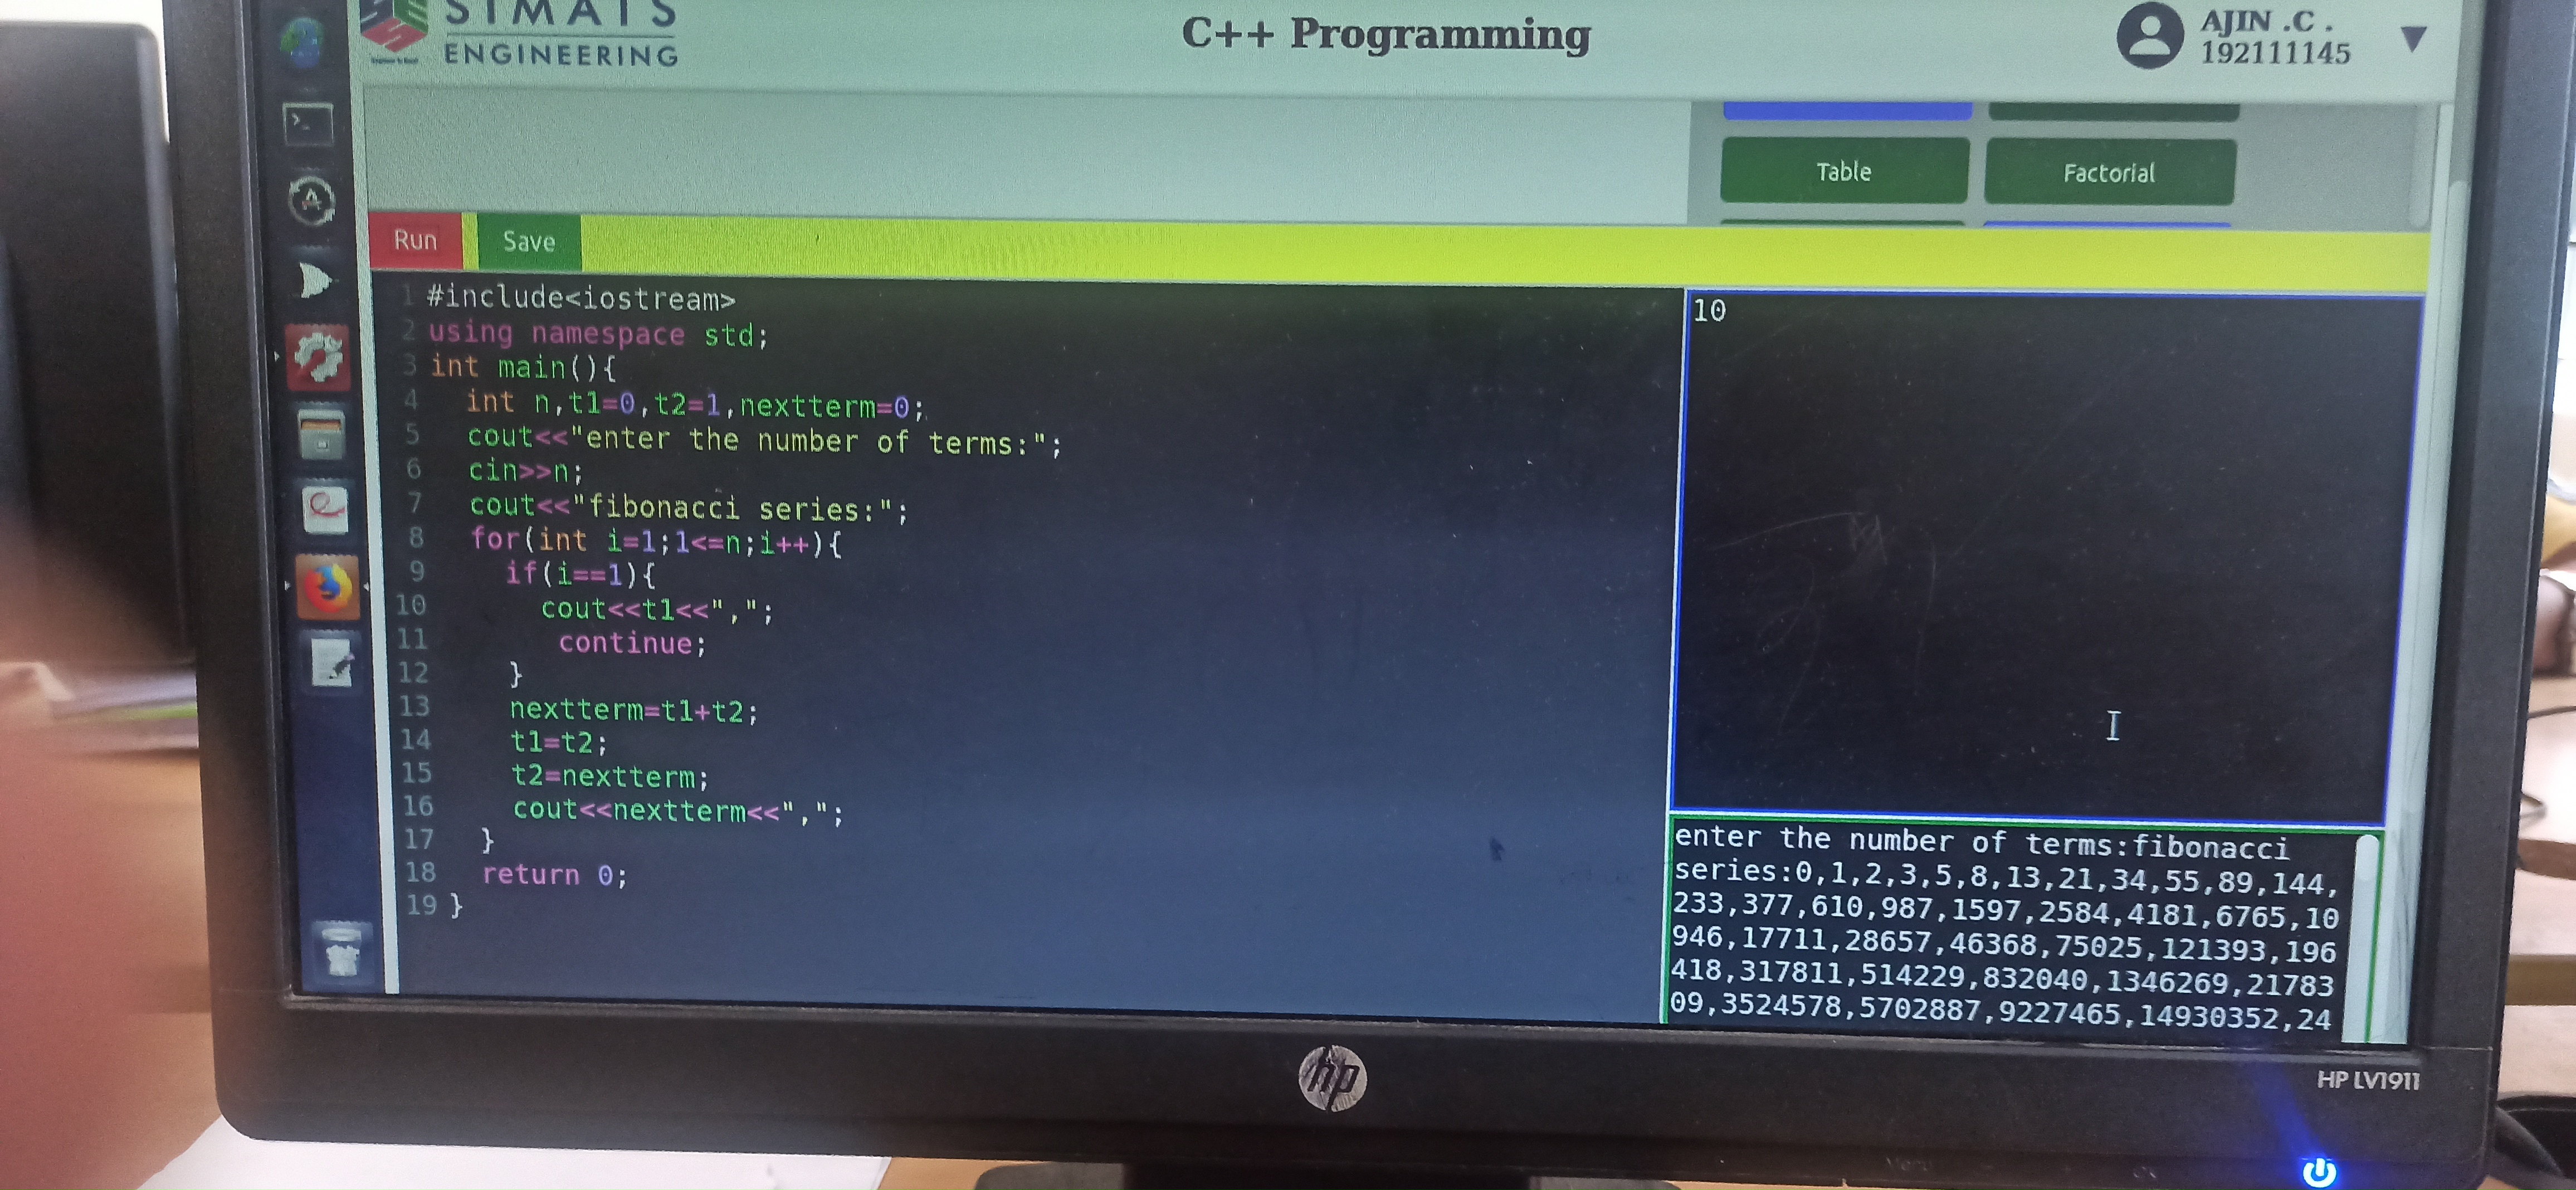 SIMATS
ENGINEERING
C++ Programming
AJIN .C .
192111145
Table
Factorial
Run
Save
1 #include<iostream>
2 using namespace std;
3 int main(){
4 int n,t1=0,t2=1,nextterm=0;
5 cout<<"enter the number of terms:";
6 cin>>n;
7 cout<<"fibonacci series:";
8 for(int i=1;1<=n;i++){
9 if(i==1){
10 cout<<t1<<",";
11 continue;
12 }
13 nextterm=t1+t2;
14 t1=t2;
15 t2=nextterm;
16 cout<<nextterm<<",";
17 }
18 return 0;
19 }
10
enter the number of terms:fibonacci
series:0,1,2,3,5,8,13,21,34,55,89,144,
233,377,610,987,1597,2584,4181,6765,10
946,17711,28657,46368,75025,121393,196
418,317811,514229,832040,1346269,21783
09,3524578,5702887,9227465,14930352,24
hp
HP LV1911